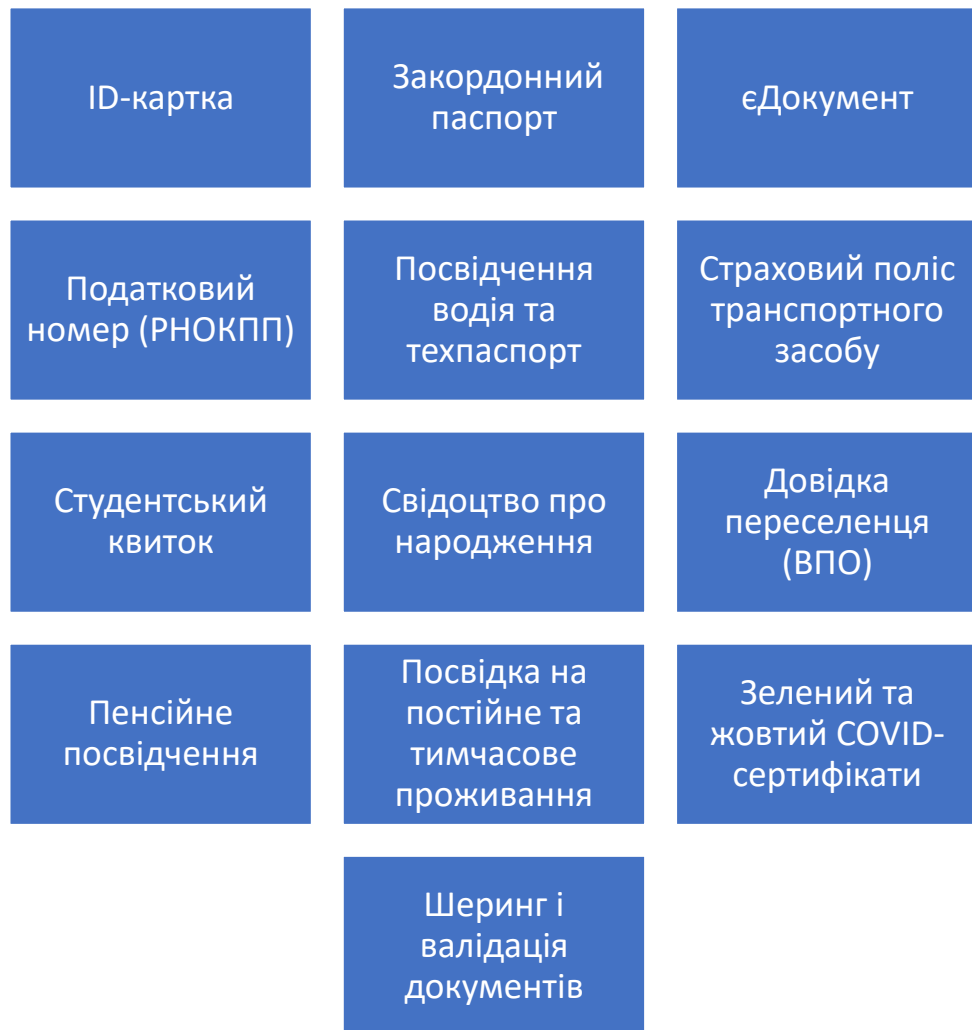 ID-картка
Закордонний
паспорт
єДокумент
Податковий
номер (РНОКПП)
Посвідчення
водія та
техпаспорт
Страховий поліс
транспортного
засобу
Студентський
квиток
Свідоцтво про
народження
Довідка
переселенця
(ВПО)
Пенсійне
посвідчення
Посвідка на
постійне та
тимчасове
проживання
Зелений та
жовтий COVID-
сертифікати
Шеринг і
валідація
документів